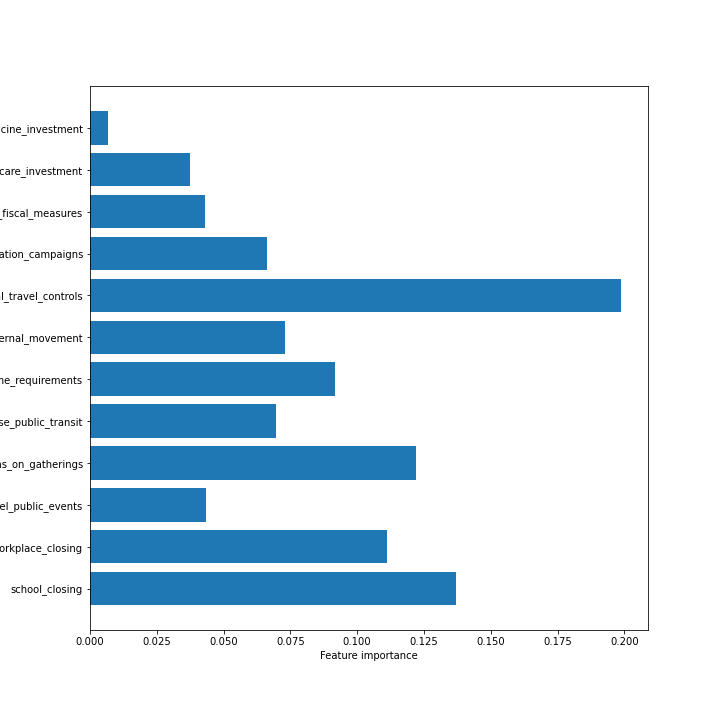 cine_investment
care_investment
_fiscal_measures
ation_campaigns
l_travel_controls
ernal_movement
ne_requirements
se_public_transit
ns_on_gatherings
el_public_events
orkplace_closing
school_closing
0.000 0.025 0.050 0.075 0.100 0.125 0.150 0.175 0.200
Feature importance